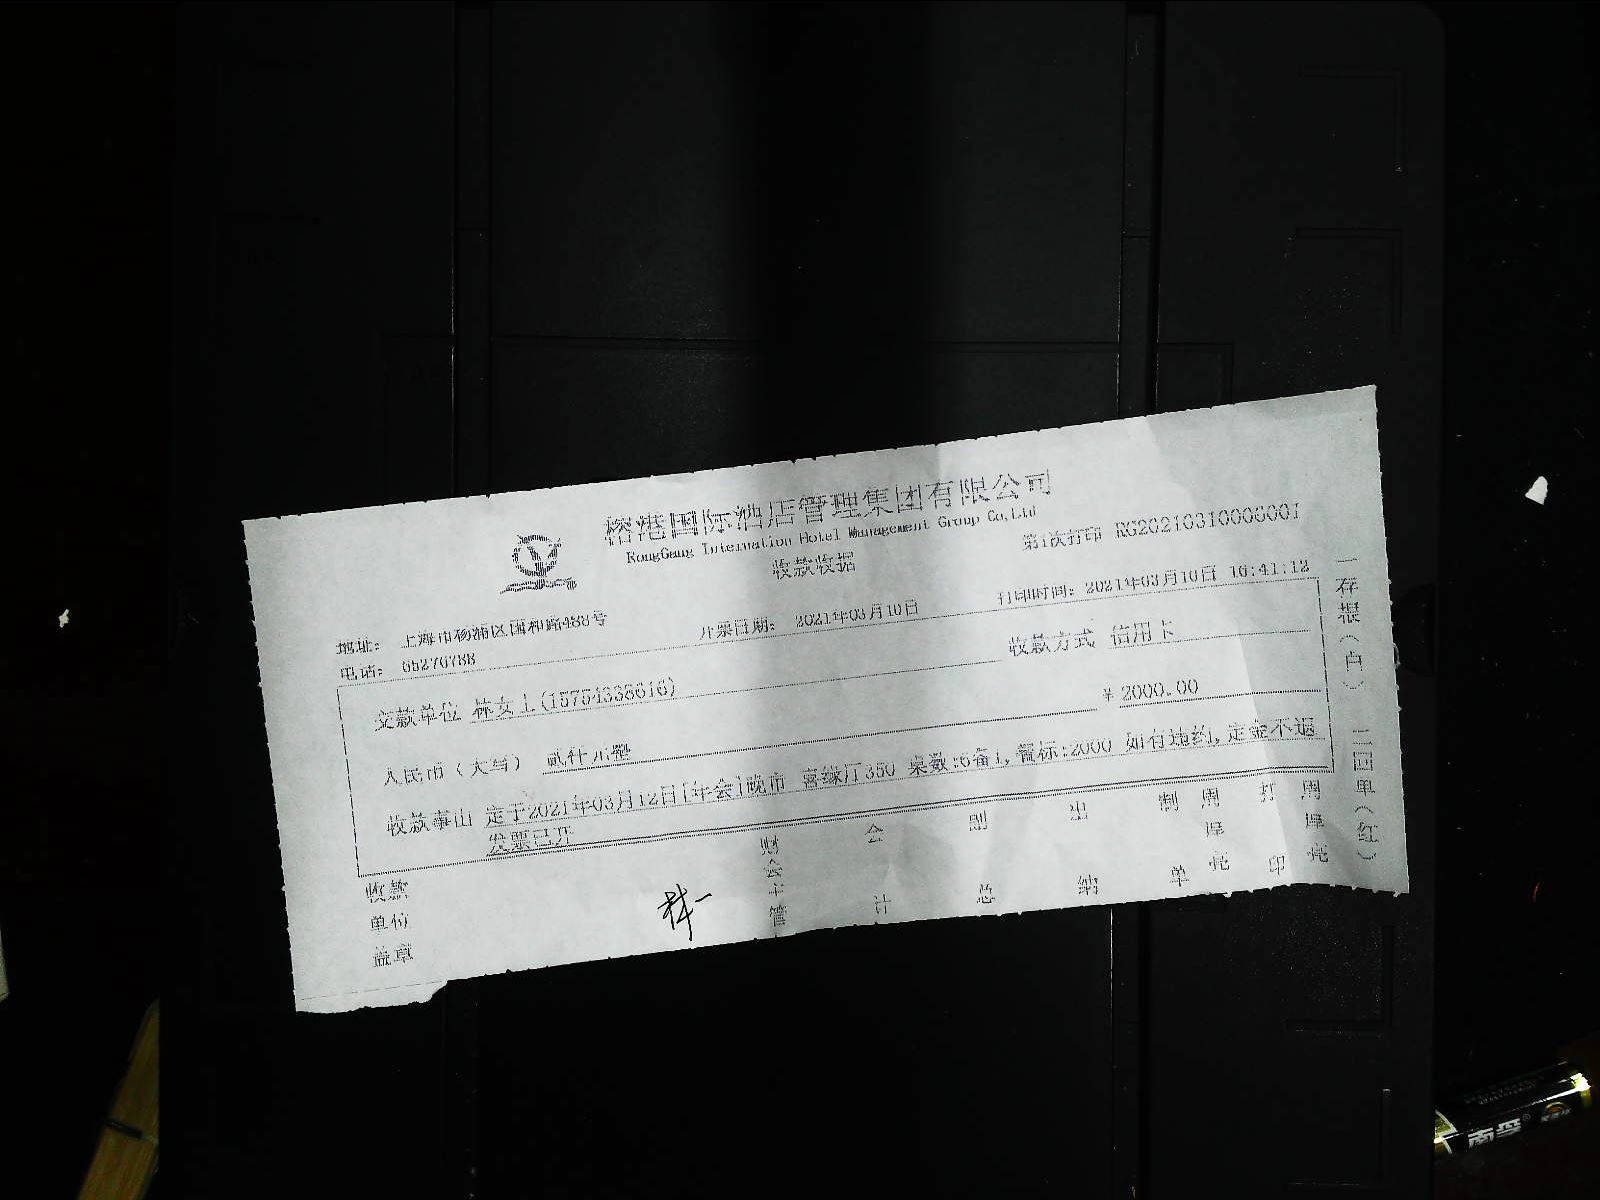 榕港国际酒店管理集团有限公司
RongGang Internation Hotel Management Group Co,Ltd
收款收据
第1次打印 RG202103100060001
地址: 上海市杨浦区国和路488号
开票日期: 2021年03月10日
打印时间: 2021年03月10日 16:41:12
电话: 65276788
交款单位 林女士(15754338616)
收款方式 信用卡
人民币(大写) 贰仟元整
¥ 2000.00
收款事由 定于2021年03月12日[年会]晚市 喜缘厅350 桌数:6备1,餐标:2000 如有违约,定金不退
发票已开
收款单位盖章
财会主管
会计
出纳
制单 周厚亮
打印 周厚亮
一存根(白) 二回单(红)